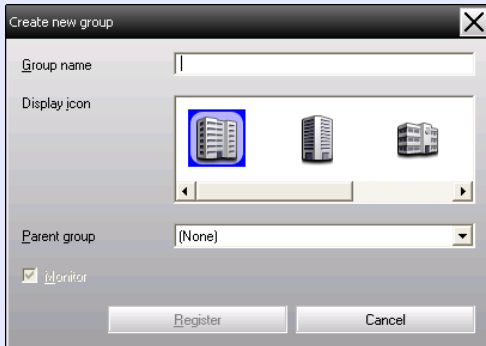 Create new group
Group name
Display icon
Parent group
(None)
Monitor
Register
Cancel